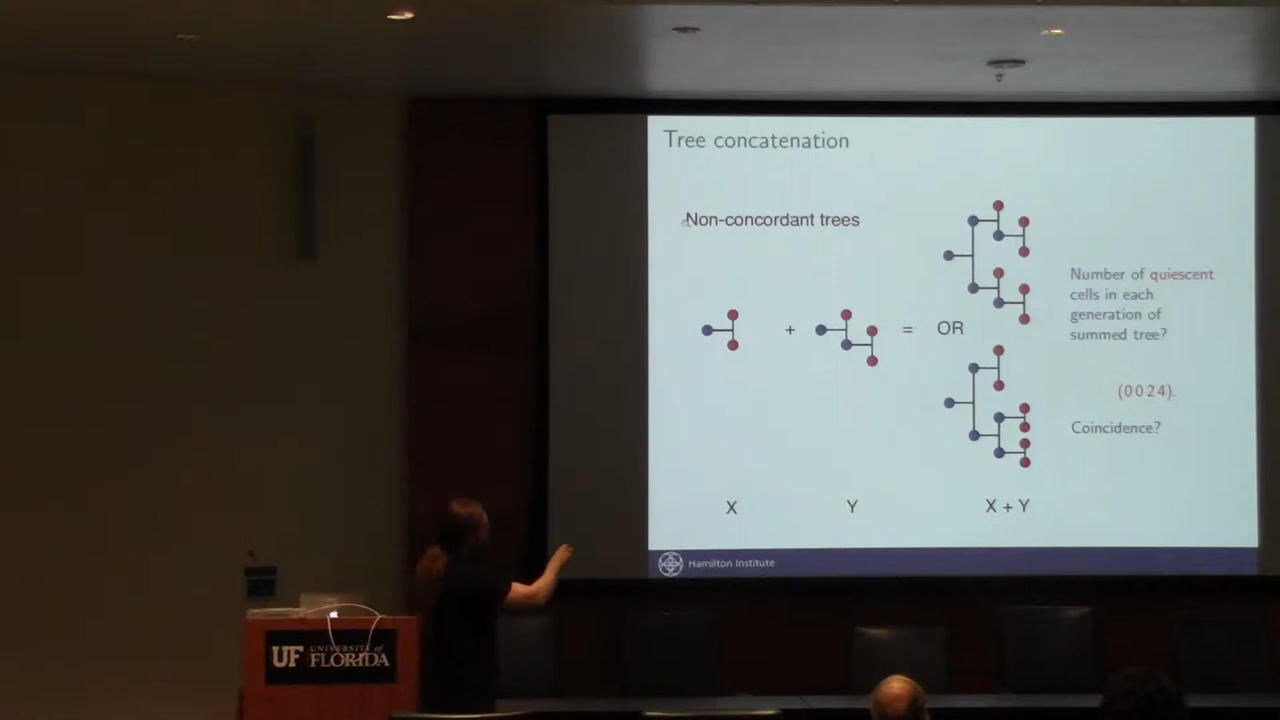 Tree concatenation
Non-concordant trees
Number of quiescent
cells in each
generation of
summed tree?
+
=
OR
(0 0 2 4).
Coincidence?
X
Y
X + Y
Hamilton Institute
UF UNIVERSITY of
FLORIDA